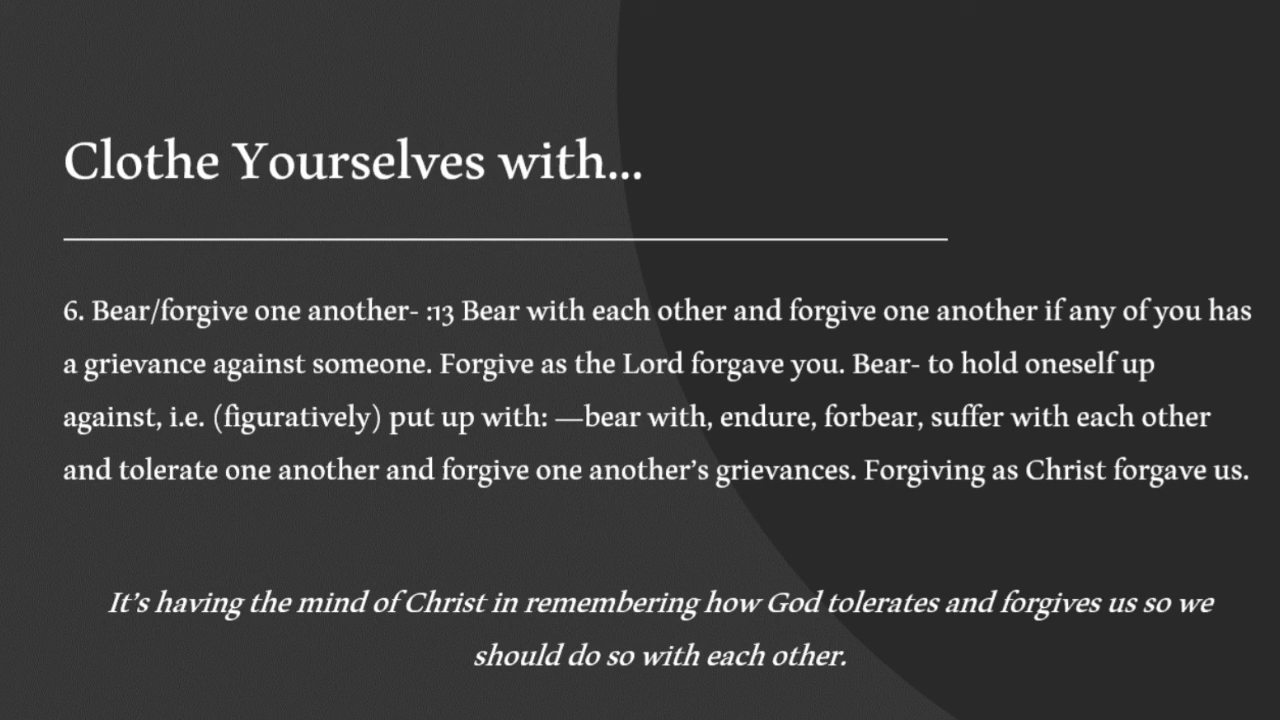 Clothe Yourselves with...
6. Bear/forgive one another- :13 Bear with each other and forgive one another if any of you has
a grievance against someone. Forgive as the Lord forgave you. Bear- to hold oneself up
against, i.e. (figuratively) put up with: —bear with, endure, forbear, suffer with each other
and tolerate one another and forgive one another’s grievances. Forgiving as Christ forgave us.
It’s having the mind of Christ in remembering how God tolerates and forgives us so we
should do so with each other.